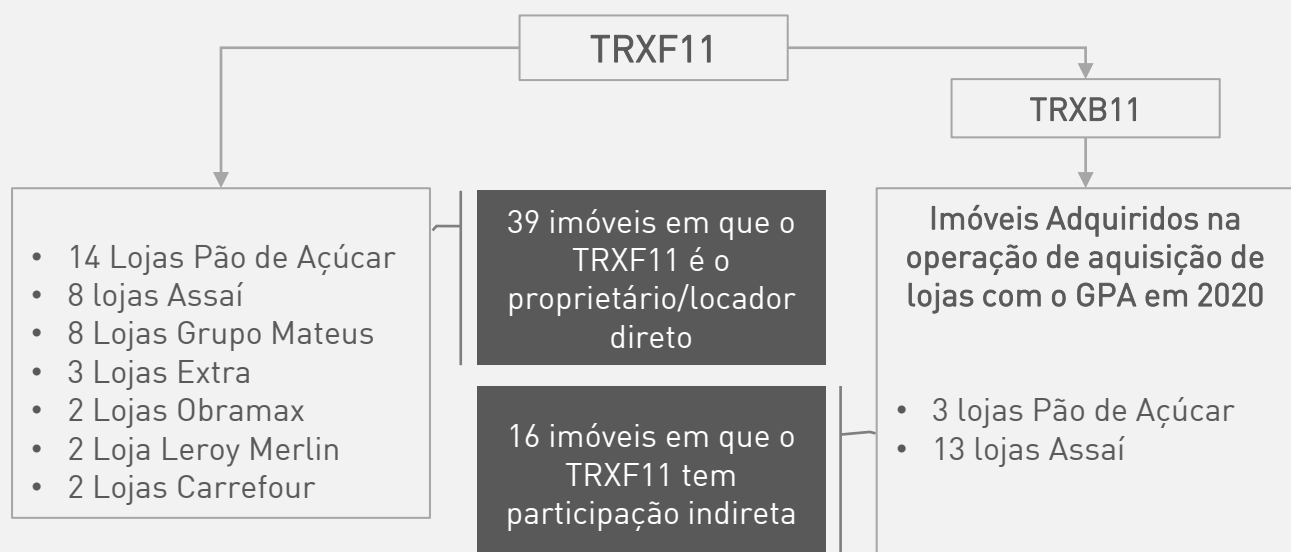 TRXF11
TRXB11
• 14 Lojas Pão de Açúcar
• 8 lojas Assaí
• 8 Lojas Grupo Mateus
• 3 Lojas Extra
• 2 Lojas Obramax
• 2 Loja Leroy Merlin
• 2 Lojas Carrefour
39 imóveis em que o
TRXF11 é o
proprietário/locador
direto
16 imóveis em que o
TRXF11 tem
participação indireta
Imóveis Adquiridos na
operação de aquisição de
lojas com o GPA em 2020
• 3 lojas Pão de Açúcar
• 13 lojas Assaí